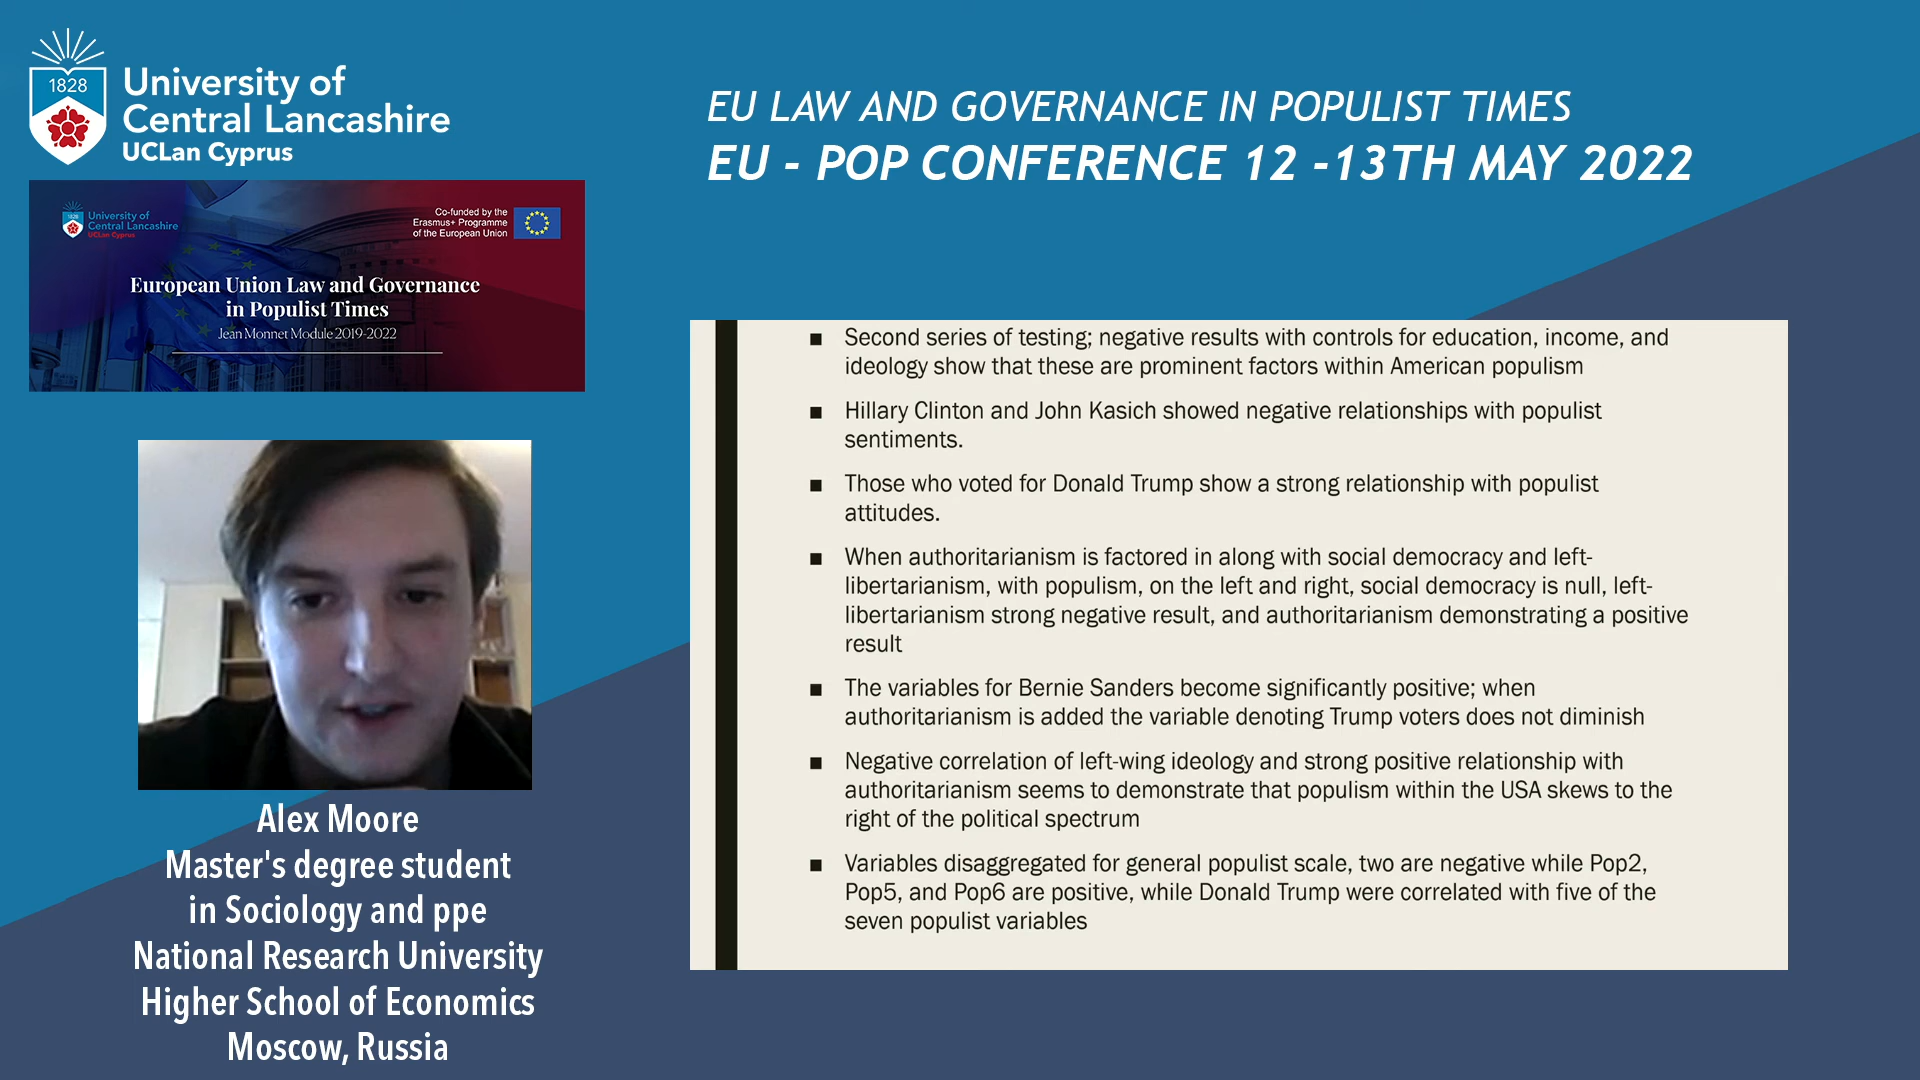 1828
University of
Central Lancashire
UCLan Cyprus
EU LAW AND GOVERNANCE IN POPULIST TIMES
EU - POP CONFERENCE 12 -13TH MAY 2022
1828
University of
Central Lancashire
UCLan Cyprus
Co-funded by the
Erasmus+ Programme
of the European Union
European Union Law and Governance
in Populist Times
Jean Monnet Module 2019-2022
■ Second series of testing; negative results with controls for education, income, and
ideology show that these are prominent factors within American populism
■ Hillary Clinton and John Kasich showed negative relationships with populist
sentiments.
■ Those who voted for Donald Trump show a strong relationship with populist
attitudes.
■ When authoritarianism is factored in along with social democracy and left-
libertarianism, with populism, on the left and right, social democracy is null, left-
libertarianism strong negative result, and authoritarianism demonstrating a positive
result
■ The variables for Bernie Sanders become significantly positive; when
authoritarianism is added the variable denoting Trump voters does not diminish
■ Negative correlation of left-wing ideology and strong positive relationship with
authoritarianism seems to demonstrate that populism within the USA skews to the
right of the political spectrum
■ Variables disaggregated for general populist scale, two are negative while Pop2,
Pop5, and Pop6 are positive, while Donald Trump were correlated with five of the
seven populist variables
Alex Moore
Master's degree student
in Sociology and ppe
National Research University
Higher School of Economics
Moscow, Russia